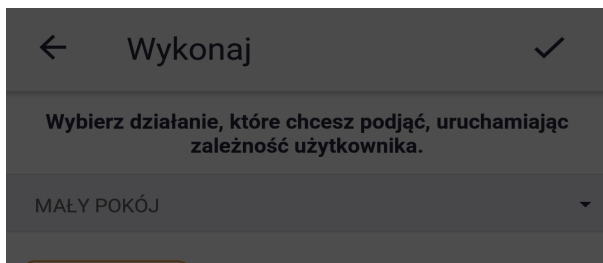 Wykonaj
Wybierz działanie, które chcesz podjąć, uruchamiając
zależność użytkownika.
MAŁY POKÓJ